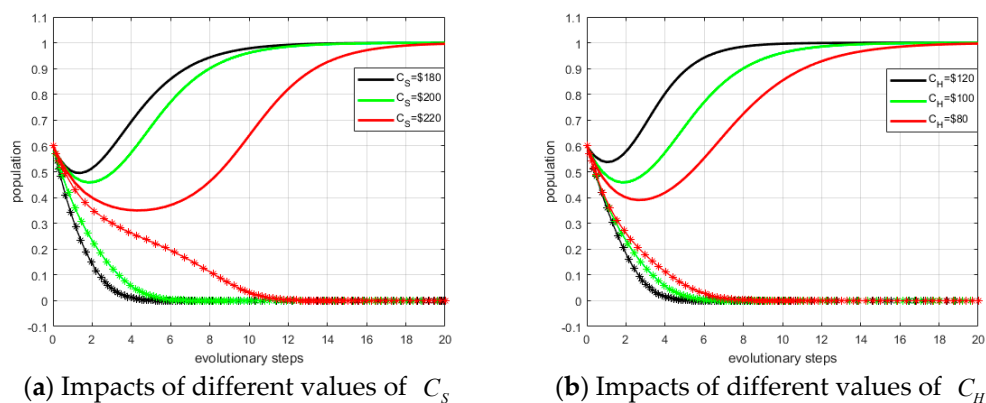 1.1
1
0.9
0.8
0.7
0.6
0.5
0.4
0.3
0.2
0.1
0
-0.1
population
0 2 4 6 8 10 12 14 16 18 20
evolutionary steps
C_S=$180
C_S=$200
C_S=$220
(a) Impacts of different values of C_S
1.1
1
0.9
0.8
0.7
0.6
0.5
0.4
0.3
0.2
0.1
0
-0.1
population
0 2 4 6 8 10 12 14 16 18 20
evolutionary steps
C_H=$120
C_H=$100
C_H=$80
(b) Impacts of different values of C_H